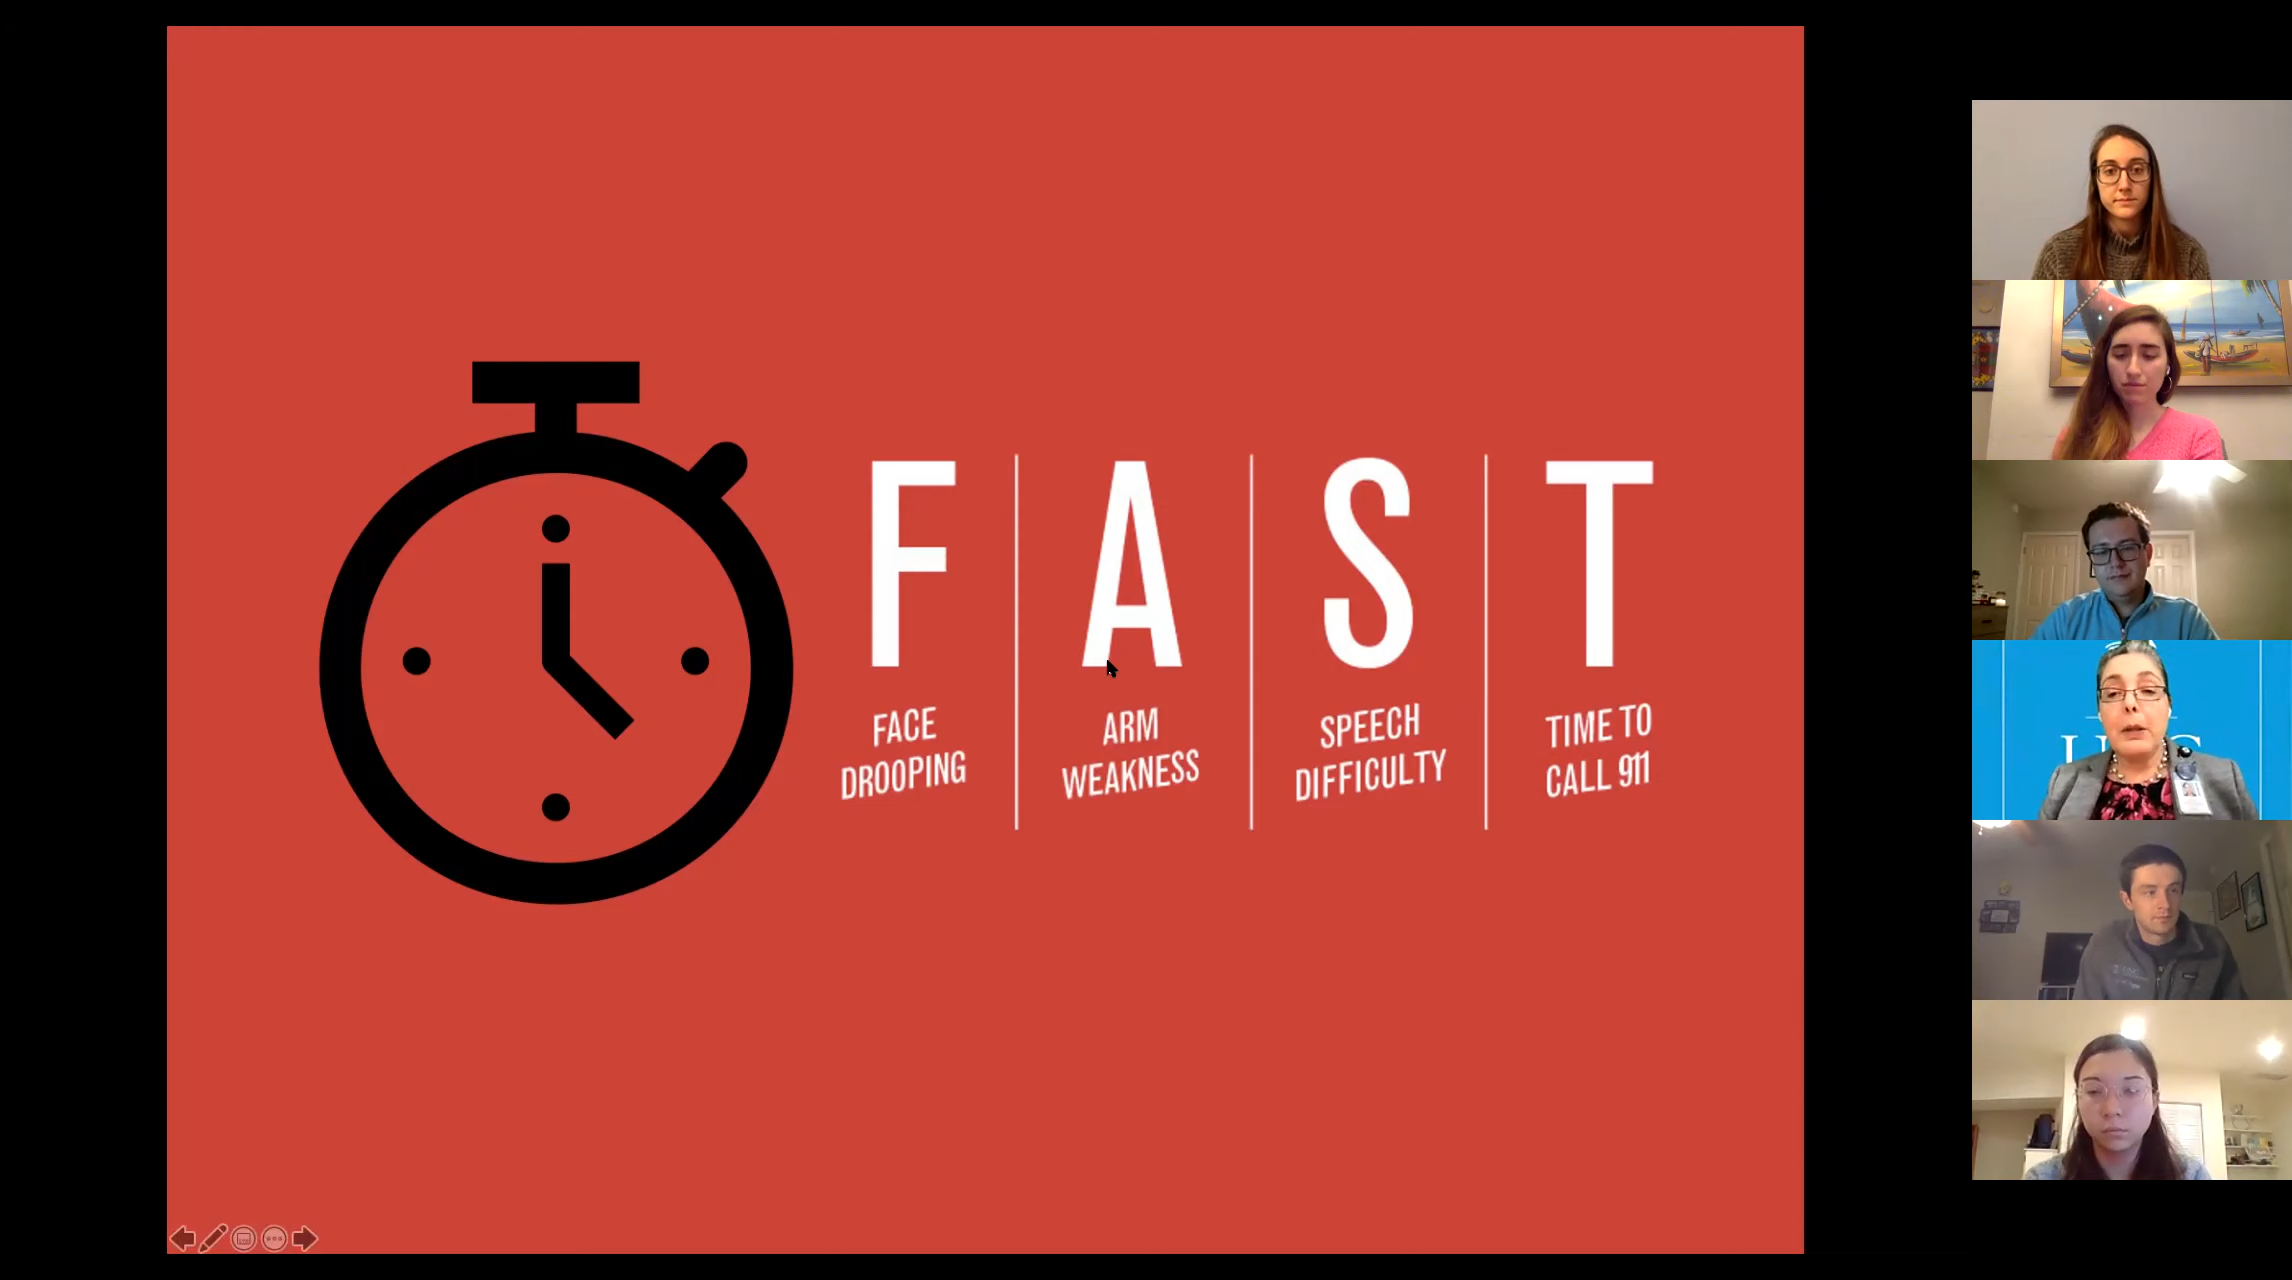 F
A
S
T
FACE
DROOPING
ARM
WEAKNESS
SPEECH
DIFFICULTY
TIME TO
CALL 911